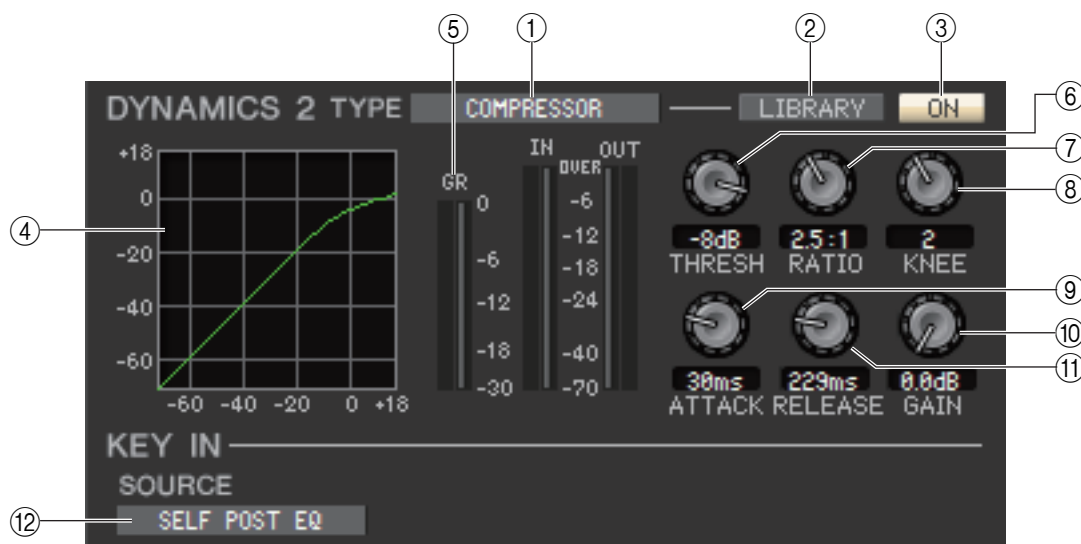 ⑤ ① ② ③
DYNAMICS 2 TYPE COMPRESSOR LIBRARY ON
⑥
⑦
⑧
④
+18
0
-20
-40
-60
-60 -40 -20 0 +18
GR
0
-6
-12
-18
-30
IN OUT
OVER
-6
-12
-18
-24
-40
-70
-8dB 2.5:1 2
THRESH RATIO KNEE
⑨
⑩
⑪
30ms 229ms 0.0dB
ATTACK RELEASE GAIN
KEY IN
SOURCE
⑫ SELF POST EQ